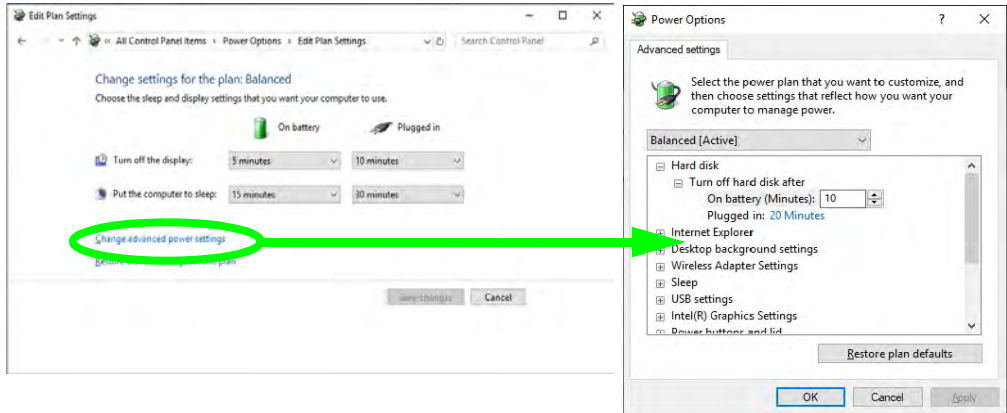 Edit Plan Settings
« All Control Panel Items › Power Options › Edit Plan Settings
Search Control Panel
Change settings for the plan: Balanced
Choose the sleep and display settings that you want your computer to use.
On battery
Plugged in
Turn off the display:
5 minutes
10 minutes
Put the computer to sleep:
15 minutes
30 minutes
Change advanced power settings
plan
Save changes
Cancel
Power Options
Advanced settings
Select the power plan that you want to customize, and
then choose settings that reflect how you want your
computer to manage power.
Balanced [Active]
Hard disk
Turn off hard disk after
On battery (Minutes): 10
Plugged in: 20 Minutes
Internet Explorer
Desktop background settings
Wireless Adapter Settings
Sleep
USB settings
Intel(R) Graphics Settings
Power buttons and lid
Restore plan defaults
OK
Cancel
Apply